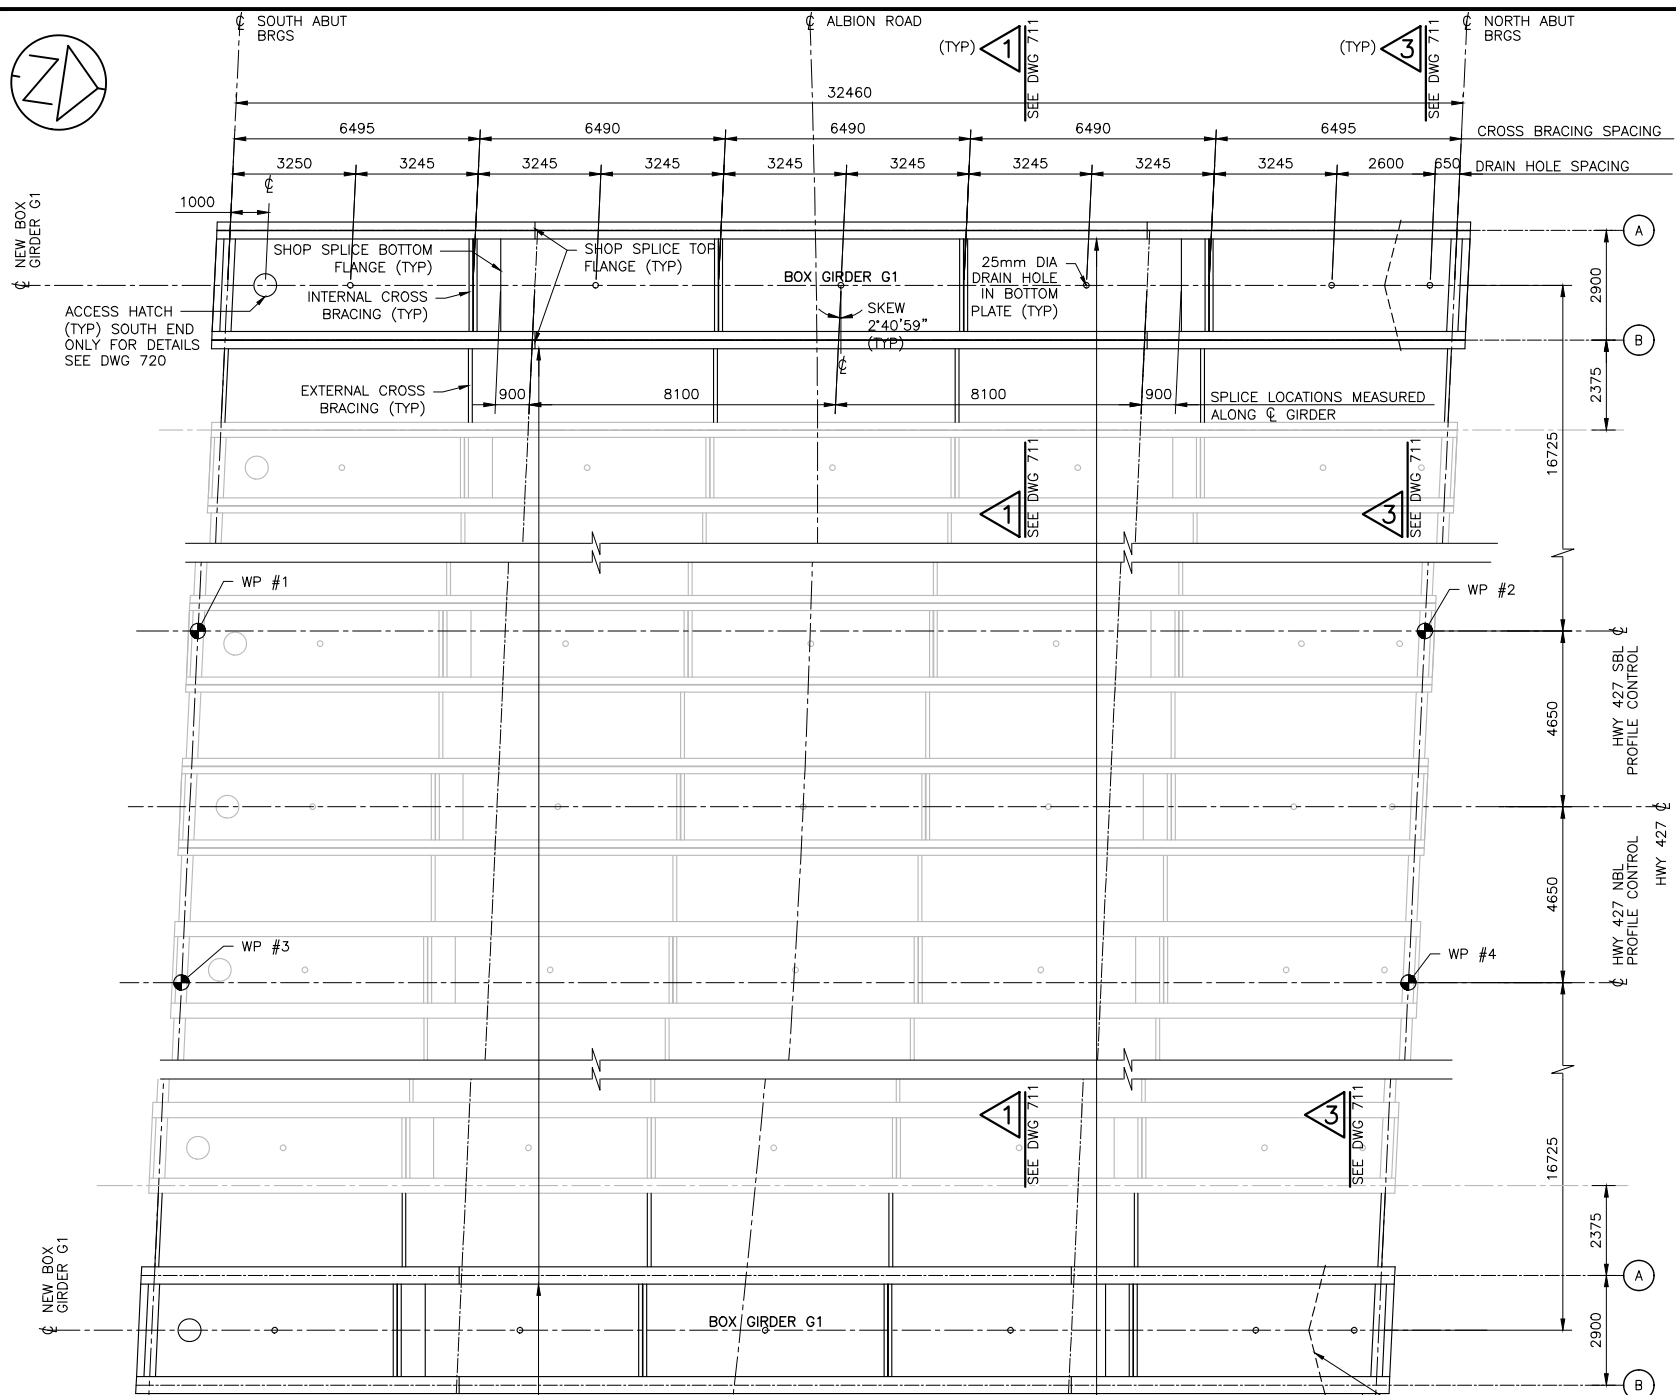 ℄ SOUTH ABUT
BRGS
℄ ALBION ROAD
(TYP)
1
SEE DWG 711
(TYP)
3
SEE DWG 711
℄ NORTH ABUT
BRGS
Z
32460
6495
6490
6490
6490
6495
CROSS BRACING SPACING
3250
3245
3245
3245
3245
3245
3245
3245
3245
2600
650
DRAIN HOLE SPACING
℄
1000
℄ NEW BOX
GIRDER G1
SHOP SPLICE BOTTOM
FLANGE (TYP)
SHOP SPLICE TOP
FLANGE (TYP)
INTERNAL CROSS
BRACING (TYP)
BOX GIRDER G1
25mm DIA
DRAIN HOLE
IN BOTTOM
PLATE (TYP)
SKEW
2°40'59"
(TYP)
℄
ACCESS HATCH
(TYP) SOUTH END
ONLY FOR DETAILS
SEE DWG 720
A
2900
B
2375
EXTERNAL CROSS
BRACING (TYP)
900
8100
8100
900
SPLICE LOCATIONS MEASURED
ALONG ℄ GIRDER
16725
1
SEE DWG 711
3
SEE DWG 711
WP #1
WP #2
℄ HWY 427 SBL
PROFILE CONTROL
4650
HWY 427 ℄
4650
WP #3
WP #4
℄ HWY 427 NBL
PROFILE CONTROL
1
SEE DWG 711
3
SEE DWG 711
16725
2375
℄ NEW BOX
GIRDER G1
BOX GIRDER G1
A
2900
B